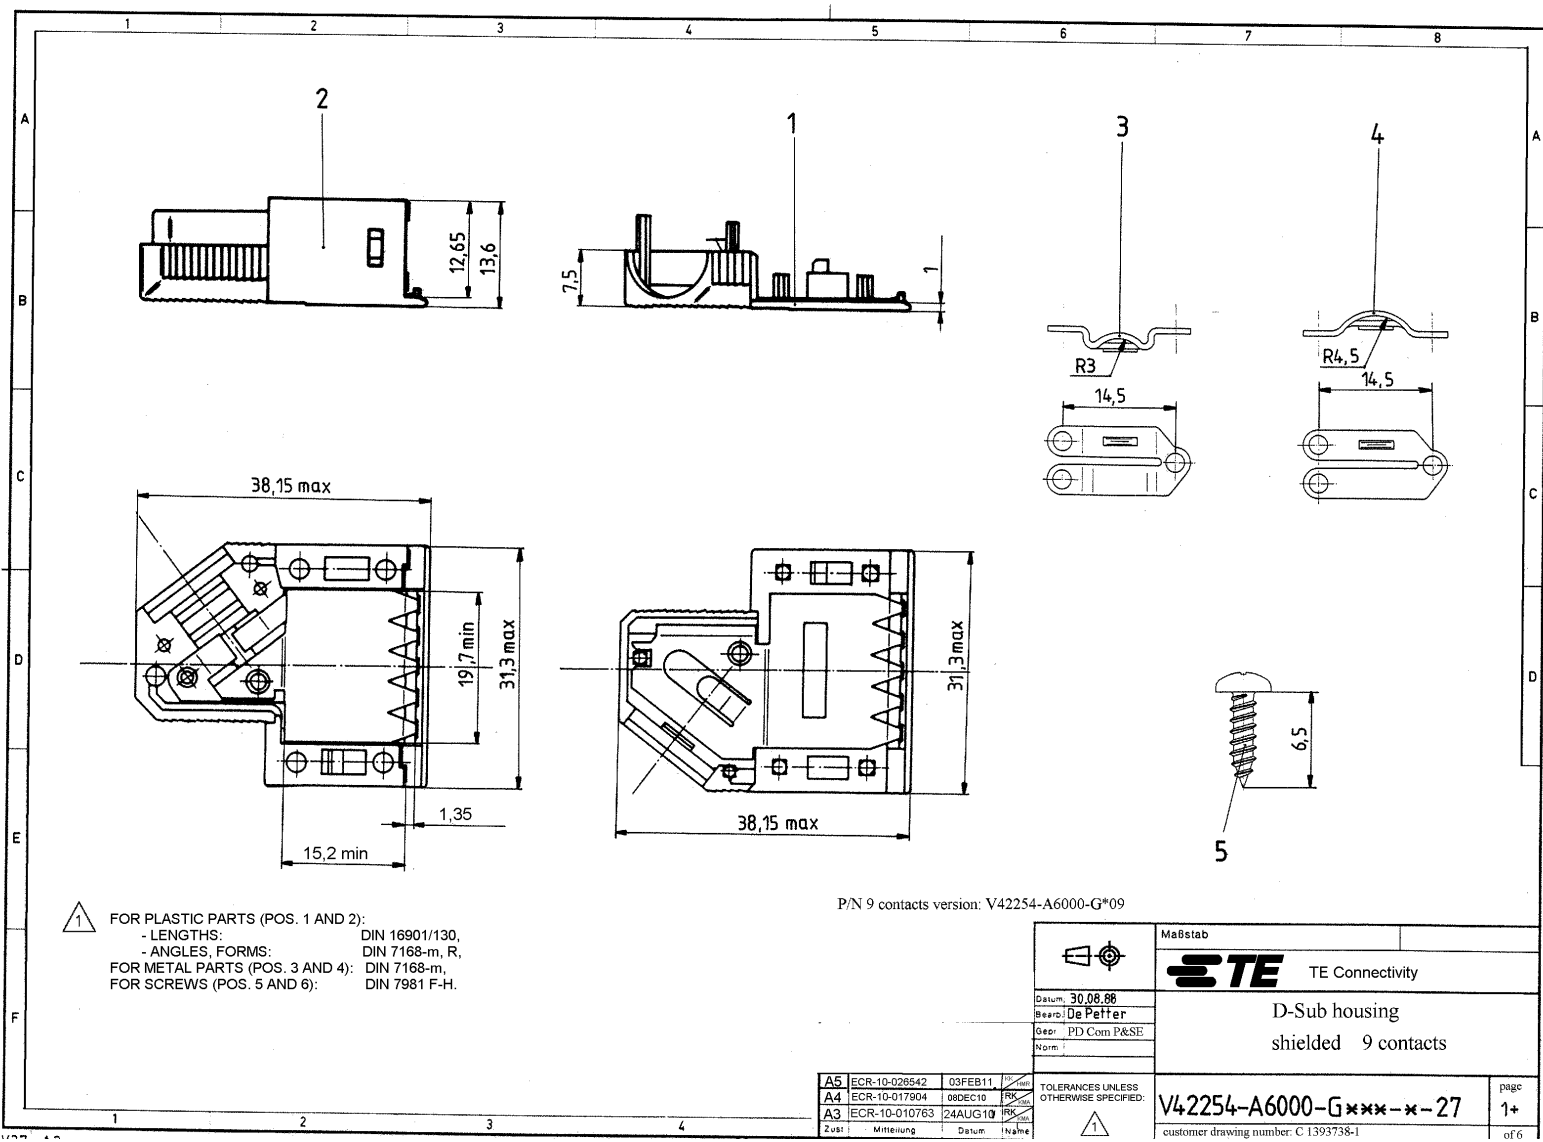 1 2 3 4 5 6 7 8
A A
B B
C C
D D
E
F
2
1
3
4
12,65
13,6
7,5
1
R3
14,5
R4,5
14,5
38,15 max
19,7 min
31,3 max
1,35
15,2 min
31,3 max
38,15 max
6,5
5
P/N 9 contacts version: V42254-A6000-G*09
1
FOR PLASTIC PARTS (POS. 1 AND 2):
- LENGTHS: DIN 16901/130,
- ANGLES, FORMS: DIN 7168-m, R,
FOR METAL PARTS (POS. 3 AND 4): DIN 7168-m,
FOR SCREWS (POS. 5 AND 6): DIN 7981 F-H.
Maßstab
TE TE Connectivity
Datum 30.08.88
Bearb. De Petter
Gepr PD Com P&SE
Norm
D-Sub housing
shielded 9 contacts
A5 ECR-10-026542 03FEB11
A4 ECR-10-017904 08DEC10 RK
A3 ECR-10-010763 24AUG10 RK
Zust Mitteilung Datum Name
TOLERANCES UNLESS
OTHERWISE SPECIFIED:
1
V42254-A6000-G***-*-27
customer drawing number: C 1393738-1
page
1+
of 6
1 2 3 4